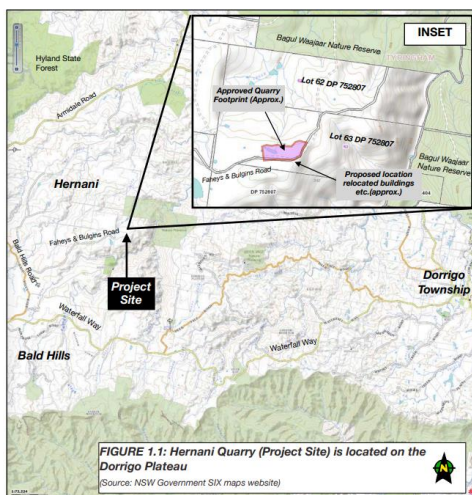 INSET
Bagul Waajaar Nature Reserve
Hyland State
Forest
Armidale Road
Lot 62 DP 752807
Approved Quarry
Footprint (Approx.)
Lot 63 DP 752807
Bagul Waajaar
Nature Reserve
Hernani
Faheys & Bulgins Road
Proposed location
relocated buildings
etc.(approx.)
DP 752807
404
Faheys & Bulgins Road
Bald Hills Road
Project
Site
Dorrigo
Township
Waterfall Way
Waterfall Way
Bald Hills
FIGURE 1.1: Hernani Quarry (Project Site) is located on the
Dorrigo Plateau
(Source: NSW Government SIX maps website)
N